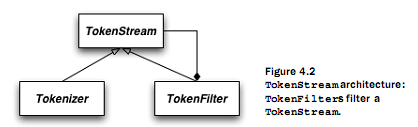 TokenStream
Tokenizer
TokenFilter
Figure 4.2
TokenStream architecture:
TokenFilters filter a
TokenStream.